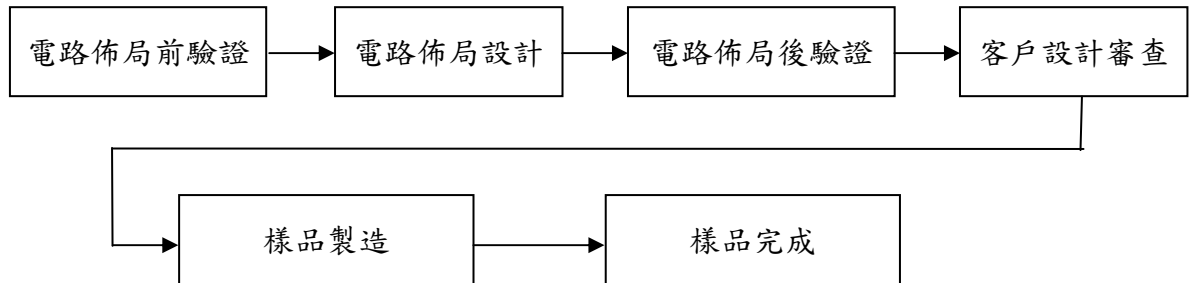 電路佈局前驗證
電路佈局設計
電路佈局後驗證
客戶設計審查
樣品製造
樣品完成